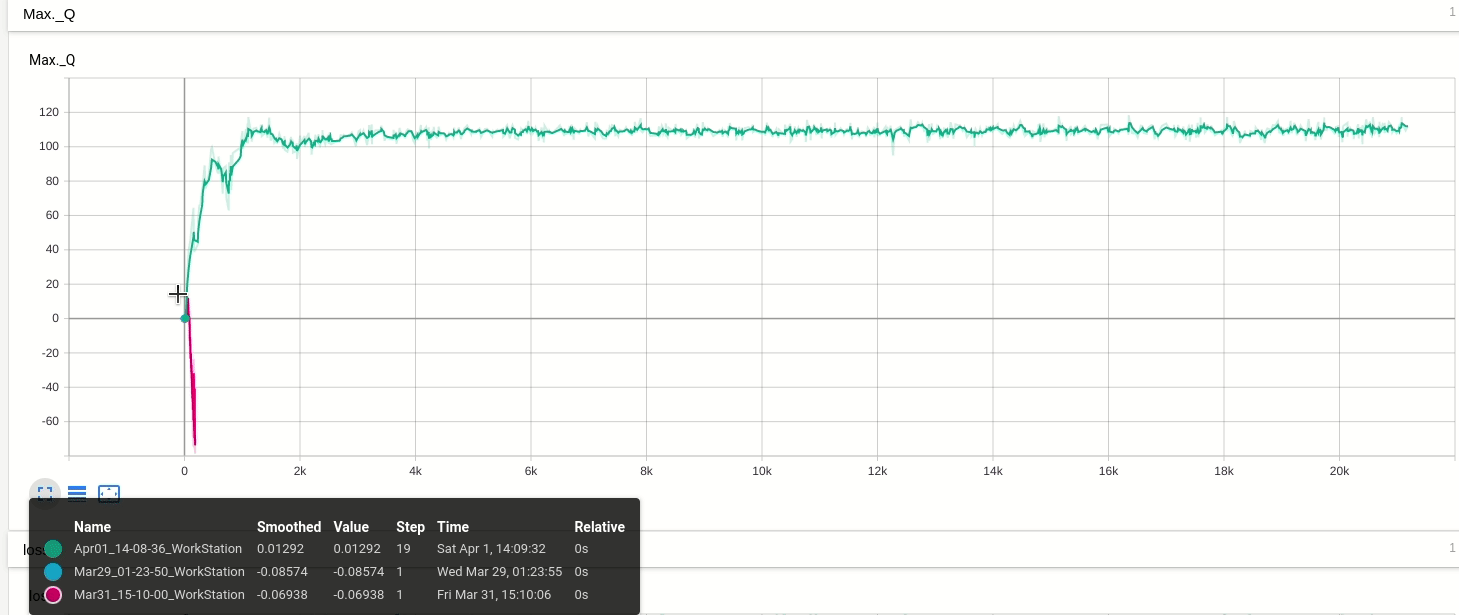 Max._Q 1
Max._Q
120
100
80
60
40
20
0
-20
-40
-60
0 2k 4k 6k 8k 10k 12k 14k 16k 18k 20k
Name Smoothed Value Step Time Relative
Apr01_14-08-36_WorkStation 0.01292 0.01292 19 Sat Apr 1, 14:09:32 0s
Mar29_01-23-50_WorkStation -0.08574 -0.08574 1 Wed Mar 29, 01:23:55 0s
Mar31_15-10-00_WorkStation -0.06938 -0.06938 1 Fri Mar 31, 15:10:06 0s
1